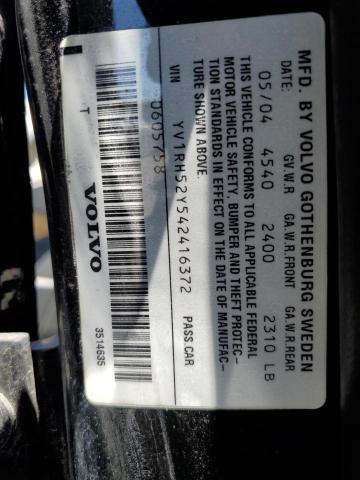 MFD. BY VOLVO GOTHENBURG SWEDEN
DATE: G.V.W.R GA.W.R.FRONT GA.W.R.REAR
05/04 4540 2400 2310 LB
THIS VEHICLE CONFORMS TO ALL APPLICABLE FEDERAL
MOTOR VEHICLE SAFETY, BUMPER AND THEFT PROTEC-
TION STANDARDS IN EFFECT ON THE DATE OF MANUFAC-
TURE SHOWN ABOVE.
VIN YV1RH52Y542416372 PASS.CAR
0605758
T VOLVO 3514635